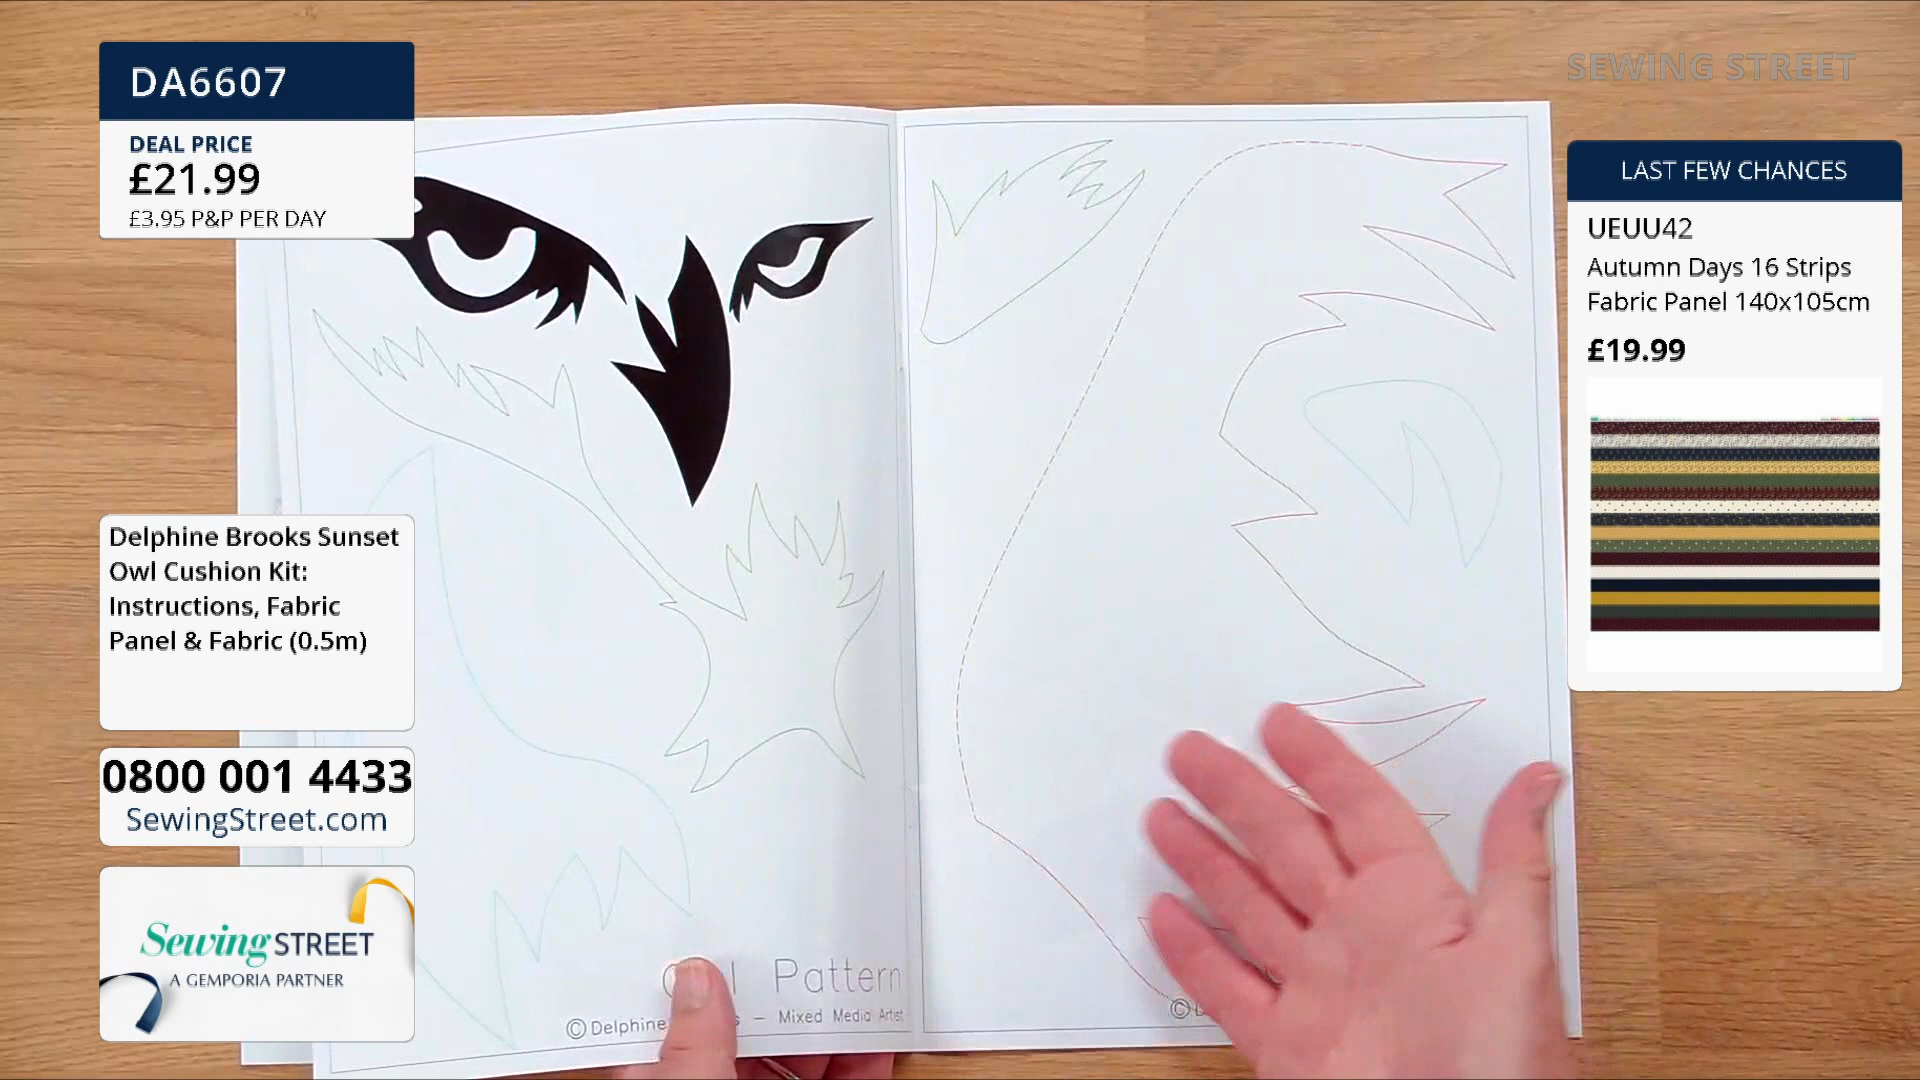 DA6607
DEAL PRICE
£21.99
£3.95 P&P PER DAY
Delphine Brooks Sunset
Owl Cushion Kit:
Instructions, Fabric
Panel & Fabric (0.5m)
0800 001 4433
SewingStreet.com
Sewing STREET
A GEMPORIA PARTNER
Pattern
©Delphine
– Mixed Media Artist
©
SEWING STREET
LAST FEW CHANCES
UEUU42
Autumn Days 16 Strips
Fabric Panel 140x105cm
£19.99